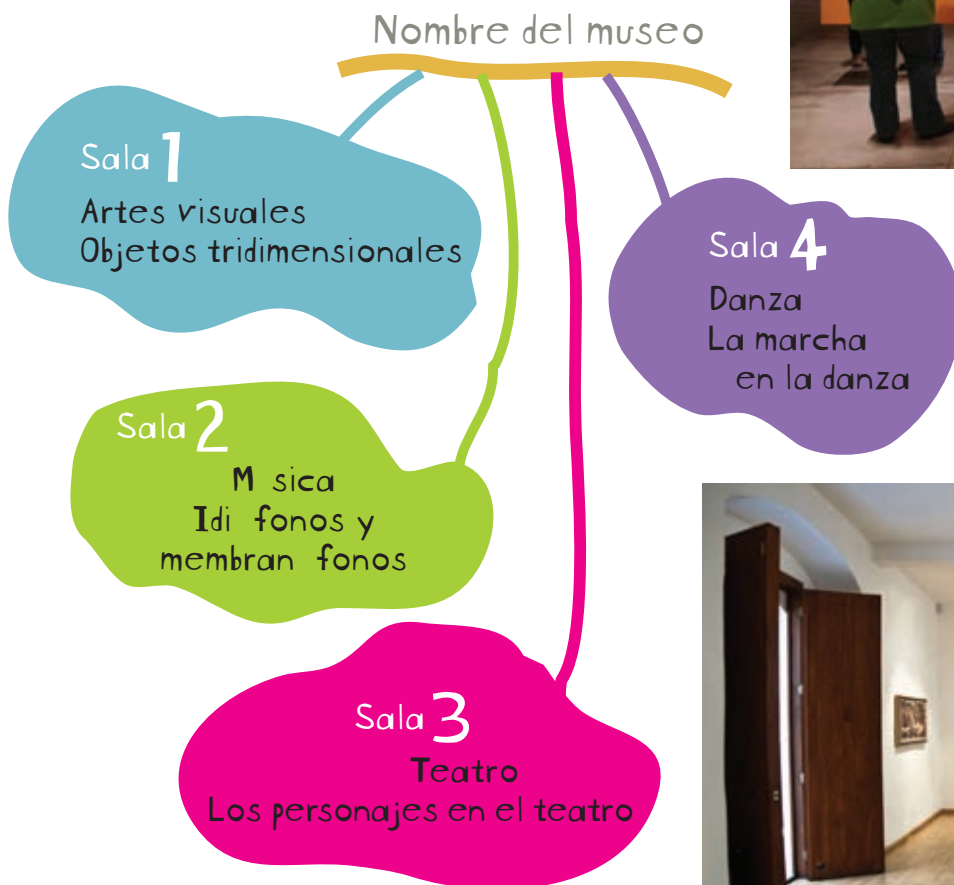 Nombre del museo
Sala 1
Artes visuales
Objetos tridimensionales
Sala 2
M sica
Idi fonos y
membran fonos
Sala 3
Teatro
Los personajes en el teatro
Sala 4
Danza
La marcha
en la danza